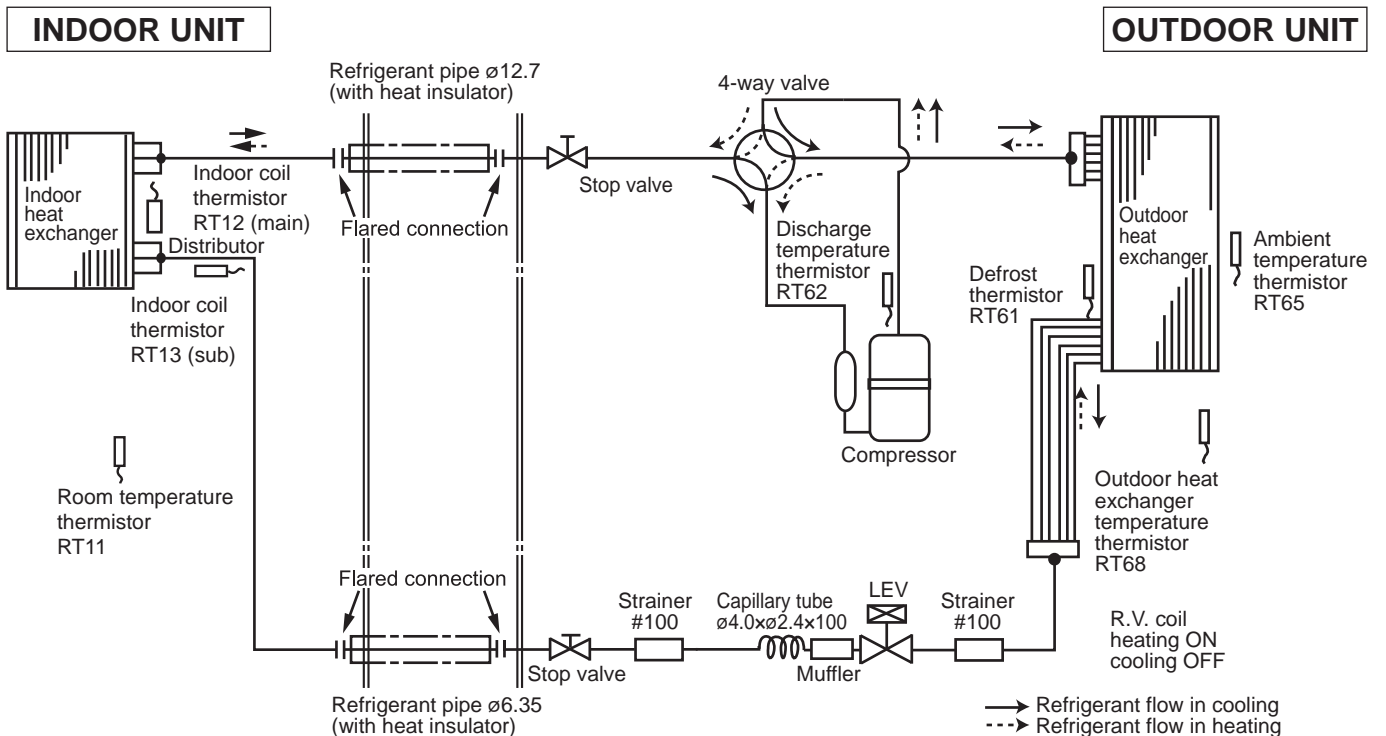 INDOOR UNIT
OUTDOOR UNIT
Refrigerant pipe ø12.7
(with heat insulator)
4-way valve
Indoor
heat
exchanger
Indoor coil
thermistor
RT12 (main)
Flared connection
Stop valve
Distributor
Indoor coil
thermistor
RT13 (sub)
Discharge
temperature
thermistor
RT62
Defrost
thermistor
RT61
Outdoor
heat
exchanger
Ambient
temperature
thermistor
RT65
Compressor
Room temperature
thermistor
RT11
Outdoor heat
exchanger
temperature
thermistor
RT68
Flared connection
Strainer
#100
Capillary tube
ø4.0xø2.4x100
LEV
Strainer
#100
Stop valve
Muffler
R.V. coil
heating ON
cooling OFF
Refrigerant pipe ø6.35
(with heat insulator)
Refrigerant flow in cooling
Refrigerant flow in heating